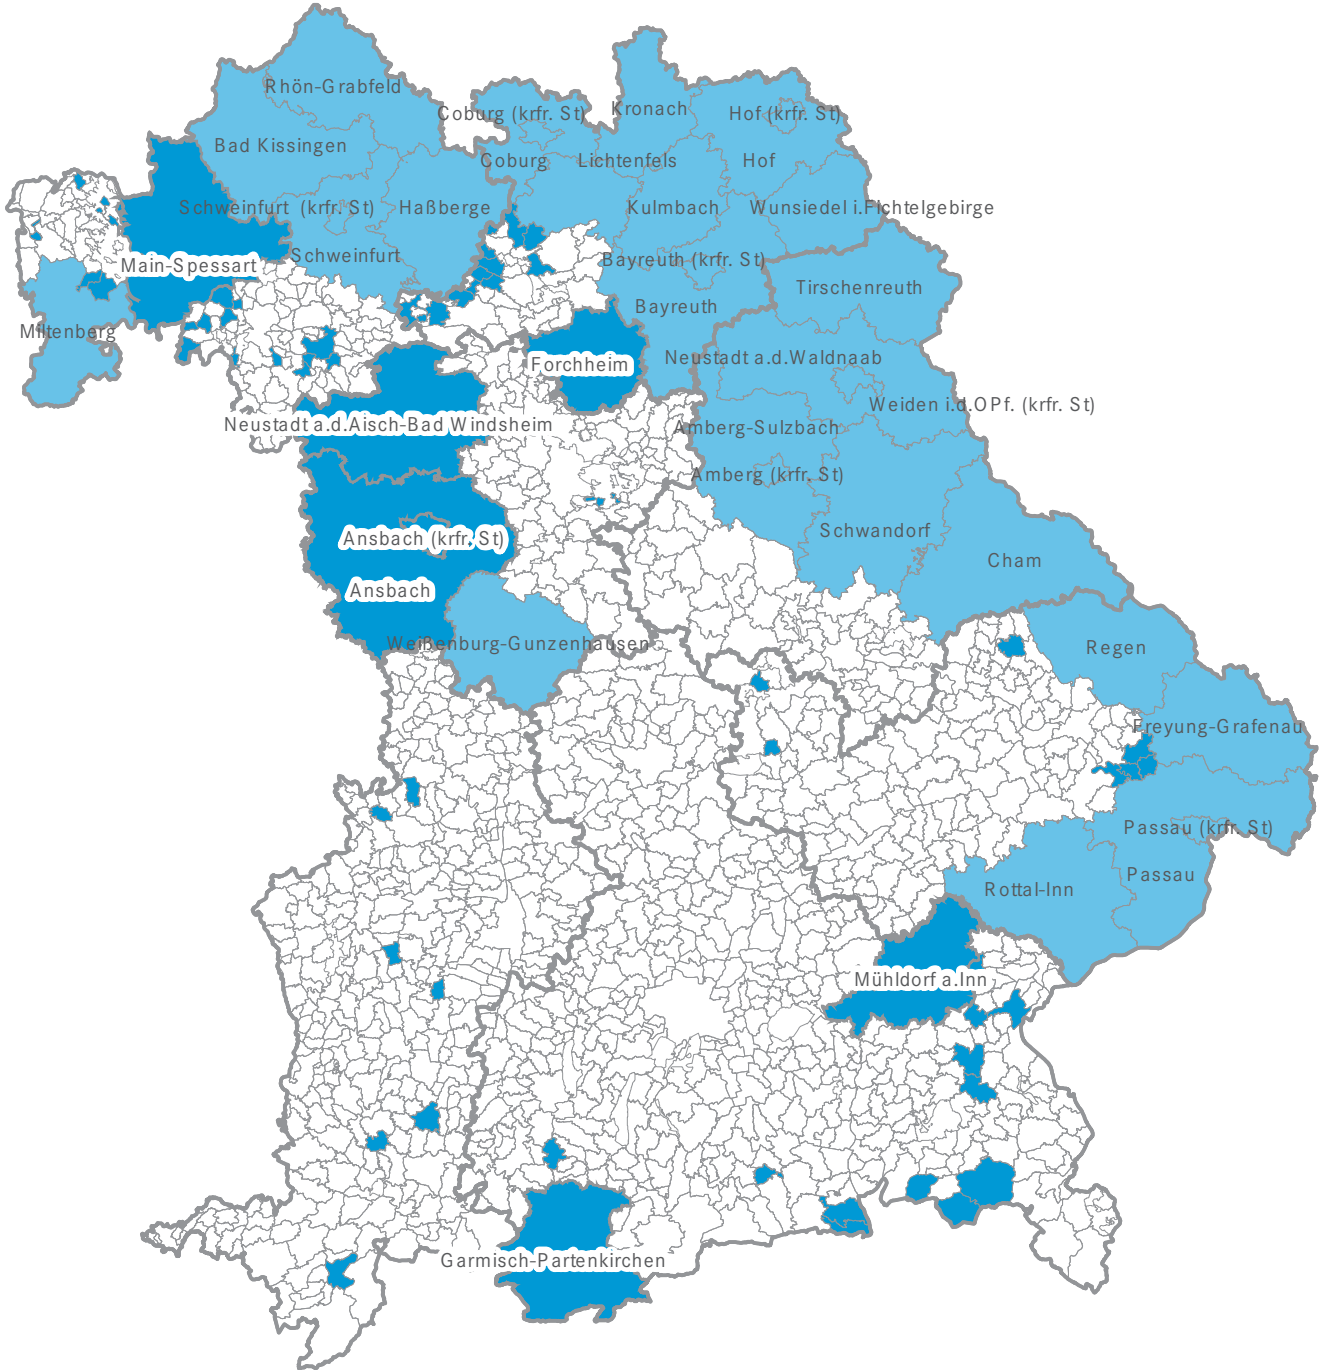 Rhön-Grabfeld
Coburg (krfr. St)
Kronach
Hof (krfr. St)
Bad Kissingen
Coburg
Lichtenfels
Hof
Schweinfurt (krfr. St)
Haßberge
Kulmbach
Wunsiedel i.Fichtelgebirge
Schweinfurt
Main-Spessart
Bayreuth (krfr. St)
Tirschenreuth
Bayreuth
Miltenberg
Forchheim
Neustadt a.d.Waldnaab
Weiden i.d.OPf. (krfr. St)
Neustadt a.d.Aisch-Bad Windsheim
Amberg-Sulzbach
Amberg (krfr. St)
Schwandorf
Ansbach (krfr. St)
Cham
Ansbach
Weißenburg-Gunzenhausen
Regen
Freyung-Grafenau
Passau (krfr. St)
Passau
Rottal-Inn
Mühldorf a.Inn
Garmisch-Partenkirchen